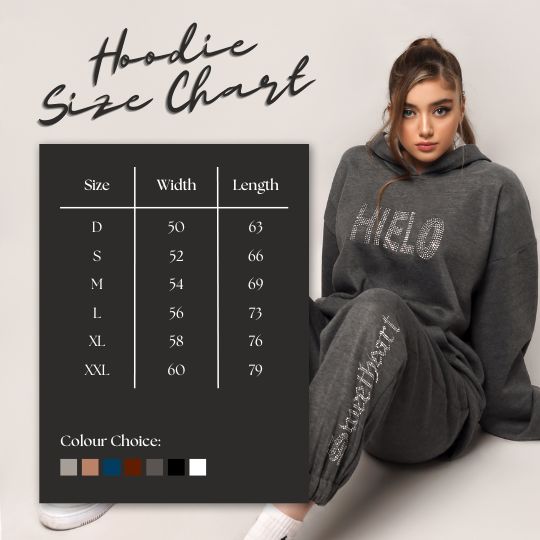 Hoodie
Size Chart
Size Width Length
D 50 63
S 52 66
M 54 69
L 56 73
XL 58 76
XXL 60 79
Colour Choice:
HIELO
Sweetheart